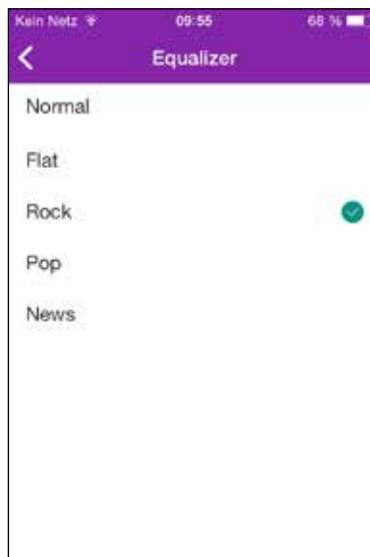 Kein Netz 09:55 68 %
Equalizer
Normal
Flat
Rock
Pop
News